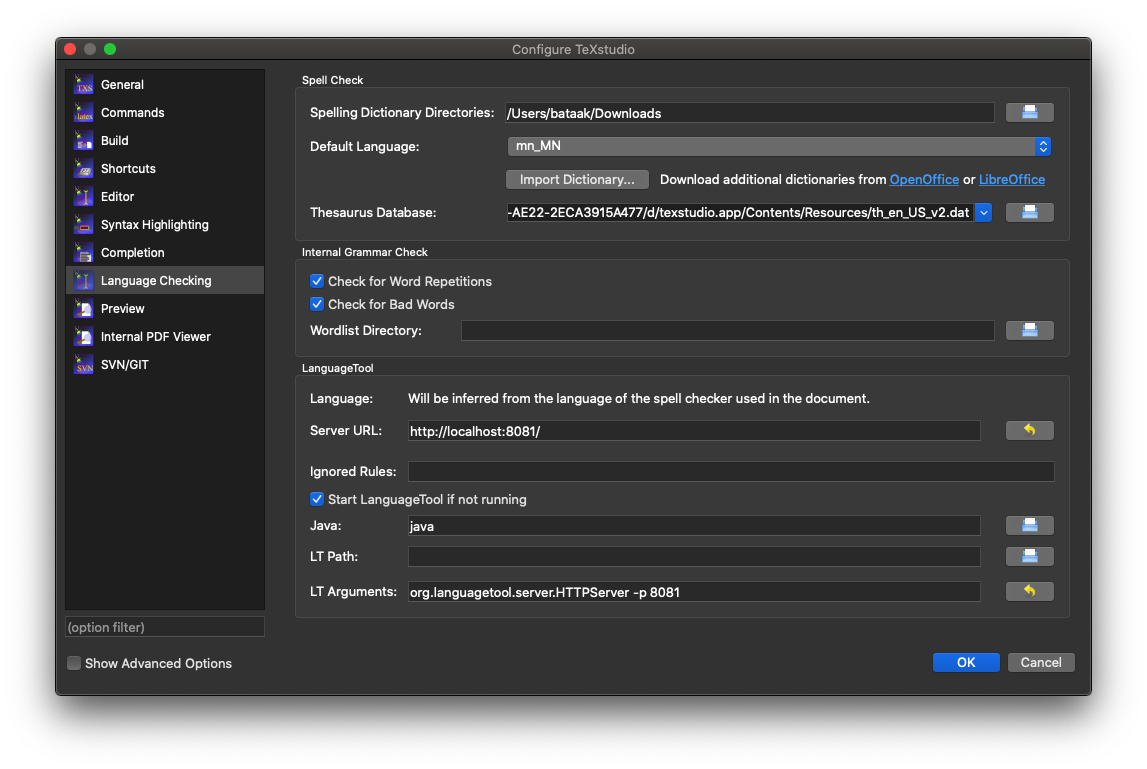 Configure TeXstudio
General
Commands
Build
Shortcuts
Editor
Syntax Highlighting
Completion
Language Checking
Preview
Internal PDF Viewer
SVN/GIT
(option filter)
Show Advanced Options
Spell Check
Spelling Dictionary Directories: /Users/bataak/Downloads
Default Language: mn_MN
Import Dictionary... Download additional dictionaries from OpenOffice or LibreOffice
Thesaurus Database: -AE22-2ECA3915A477/d/texstudio.app/Contents/Resources/th_en_US_v2.dat
Internal Grammar Check
Check for Word Repetitions
Check for Bad Words
Wordlist Directory:
LanguageTool
Language: Will be inferred from the language of the spell checker used in the document.
Server URL: http://localhost:8081/
Ignored Rules:
Start LanguageTool if not running
Java: java
LT Path:
LT Arguments: org.languagetool.server.HTTPServer -p 8081
OK Cancel